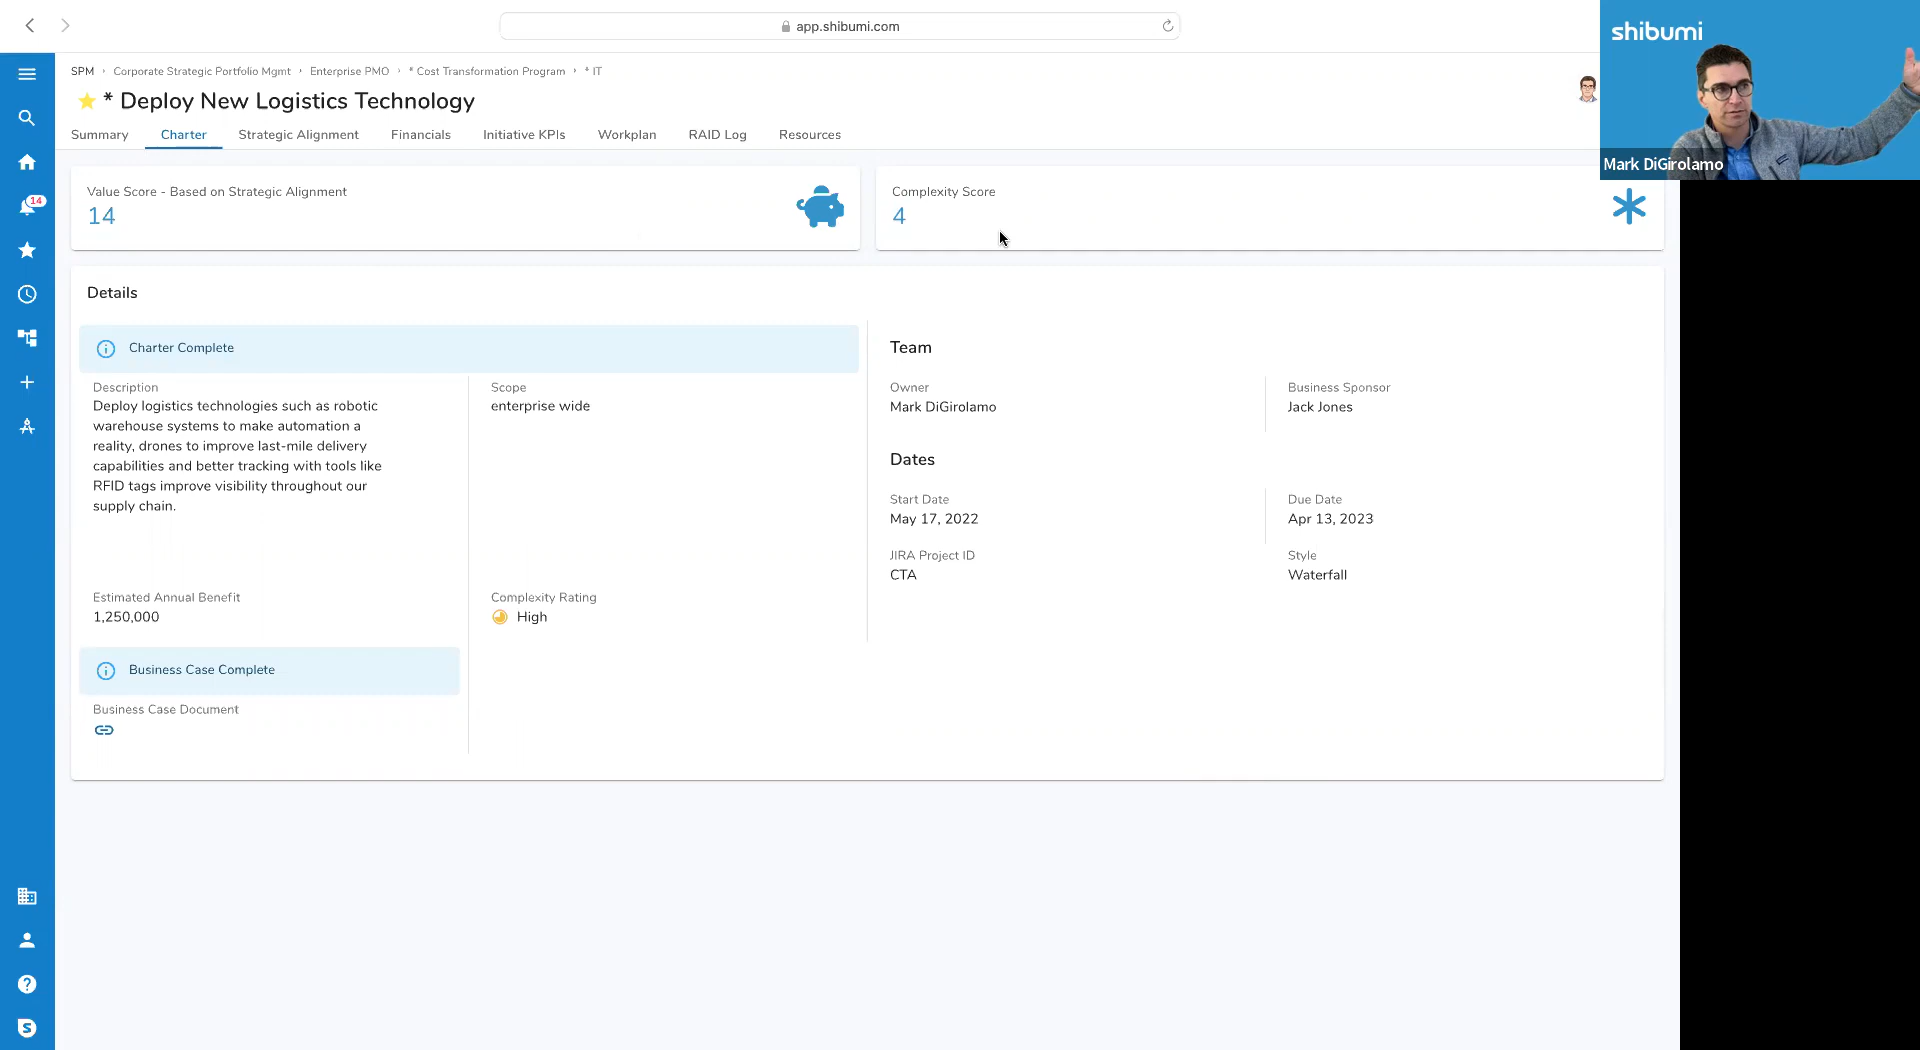 app.shibumi.com
shibumi
SPM › Corporate Strategic Portfolio Mgmt › Enterprise PMO › * Cost Transformation Program › * IT
* Deploy New Logistics Technology
Summary Charter Strategic Alignment Financials Initiative KPIs Workplan RAID Log Resources
Mark DiGirolamo
14
Value Score - Based on Strategic Alignment
14
Complexity Score
4
Details
Charter Complete
Description
Deploy logistics technologies such as robotic
warehouse systems to make automation a
reality, drones to improve last-mile delivery
capabilities and better tracking with tools like
RFID tags improve visibility throughout our
supply chain.
Scope
enterprise wide
Estimated Annual Benefit
1,250,000
Complexity Rating
High
Business Case Complete
Business Case Document
Team
Owner
Mark DiGirolamo
Business Sponsor
Jack Jones
Dates
Start Date
May 17, 2022
Due Date
Apr 13, 2023
JIRA Project ID
CTA
Style
Waterfall